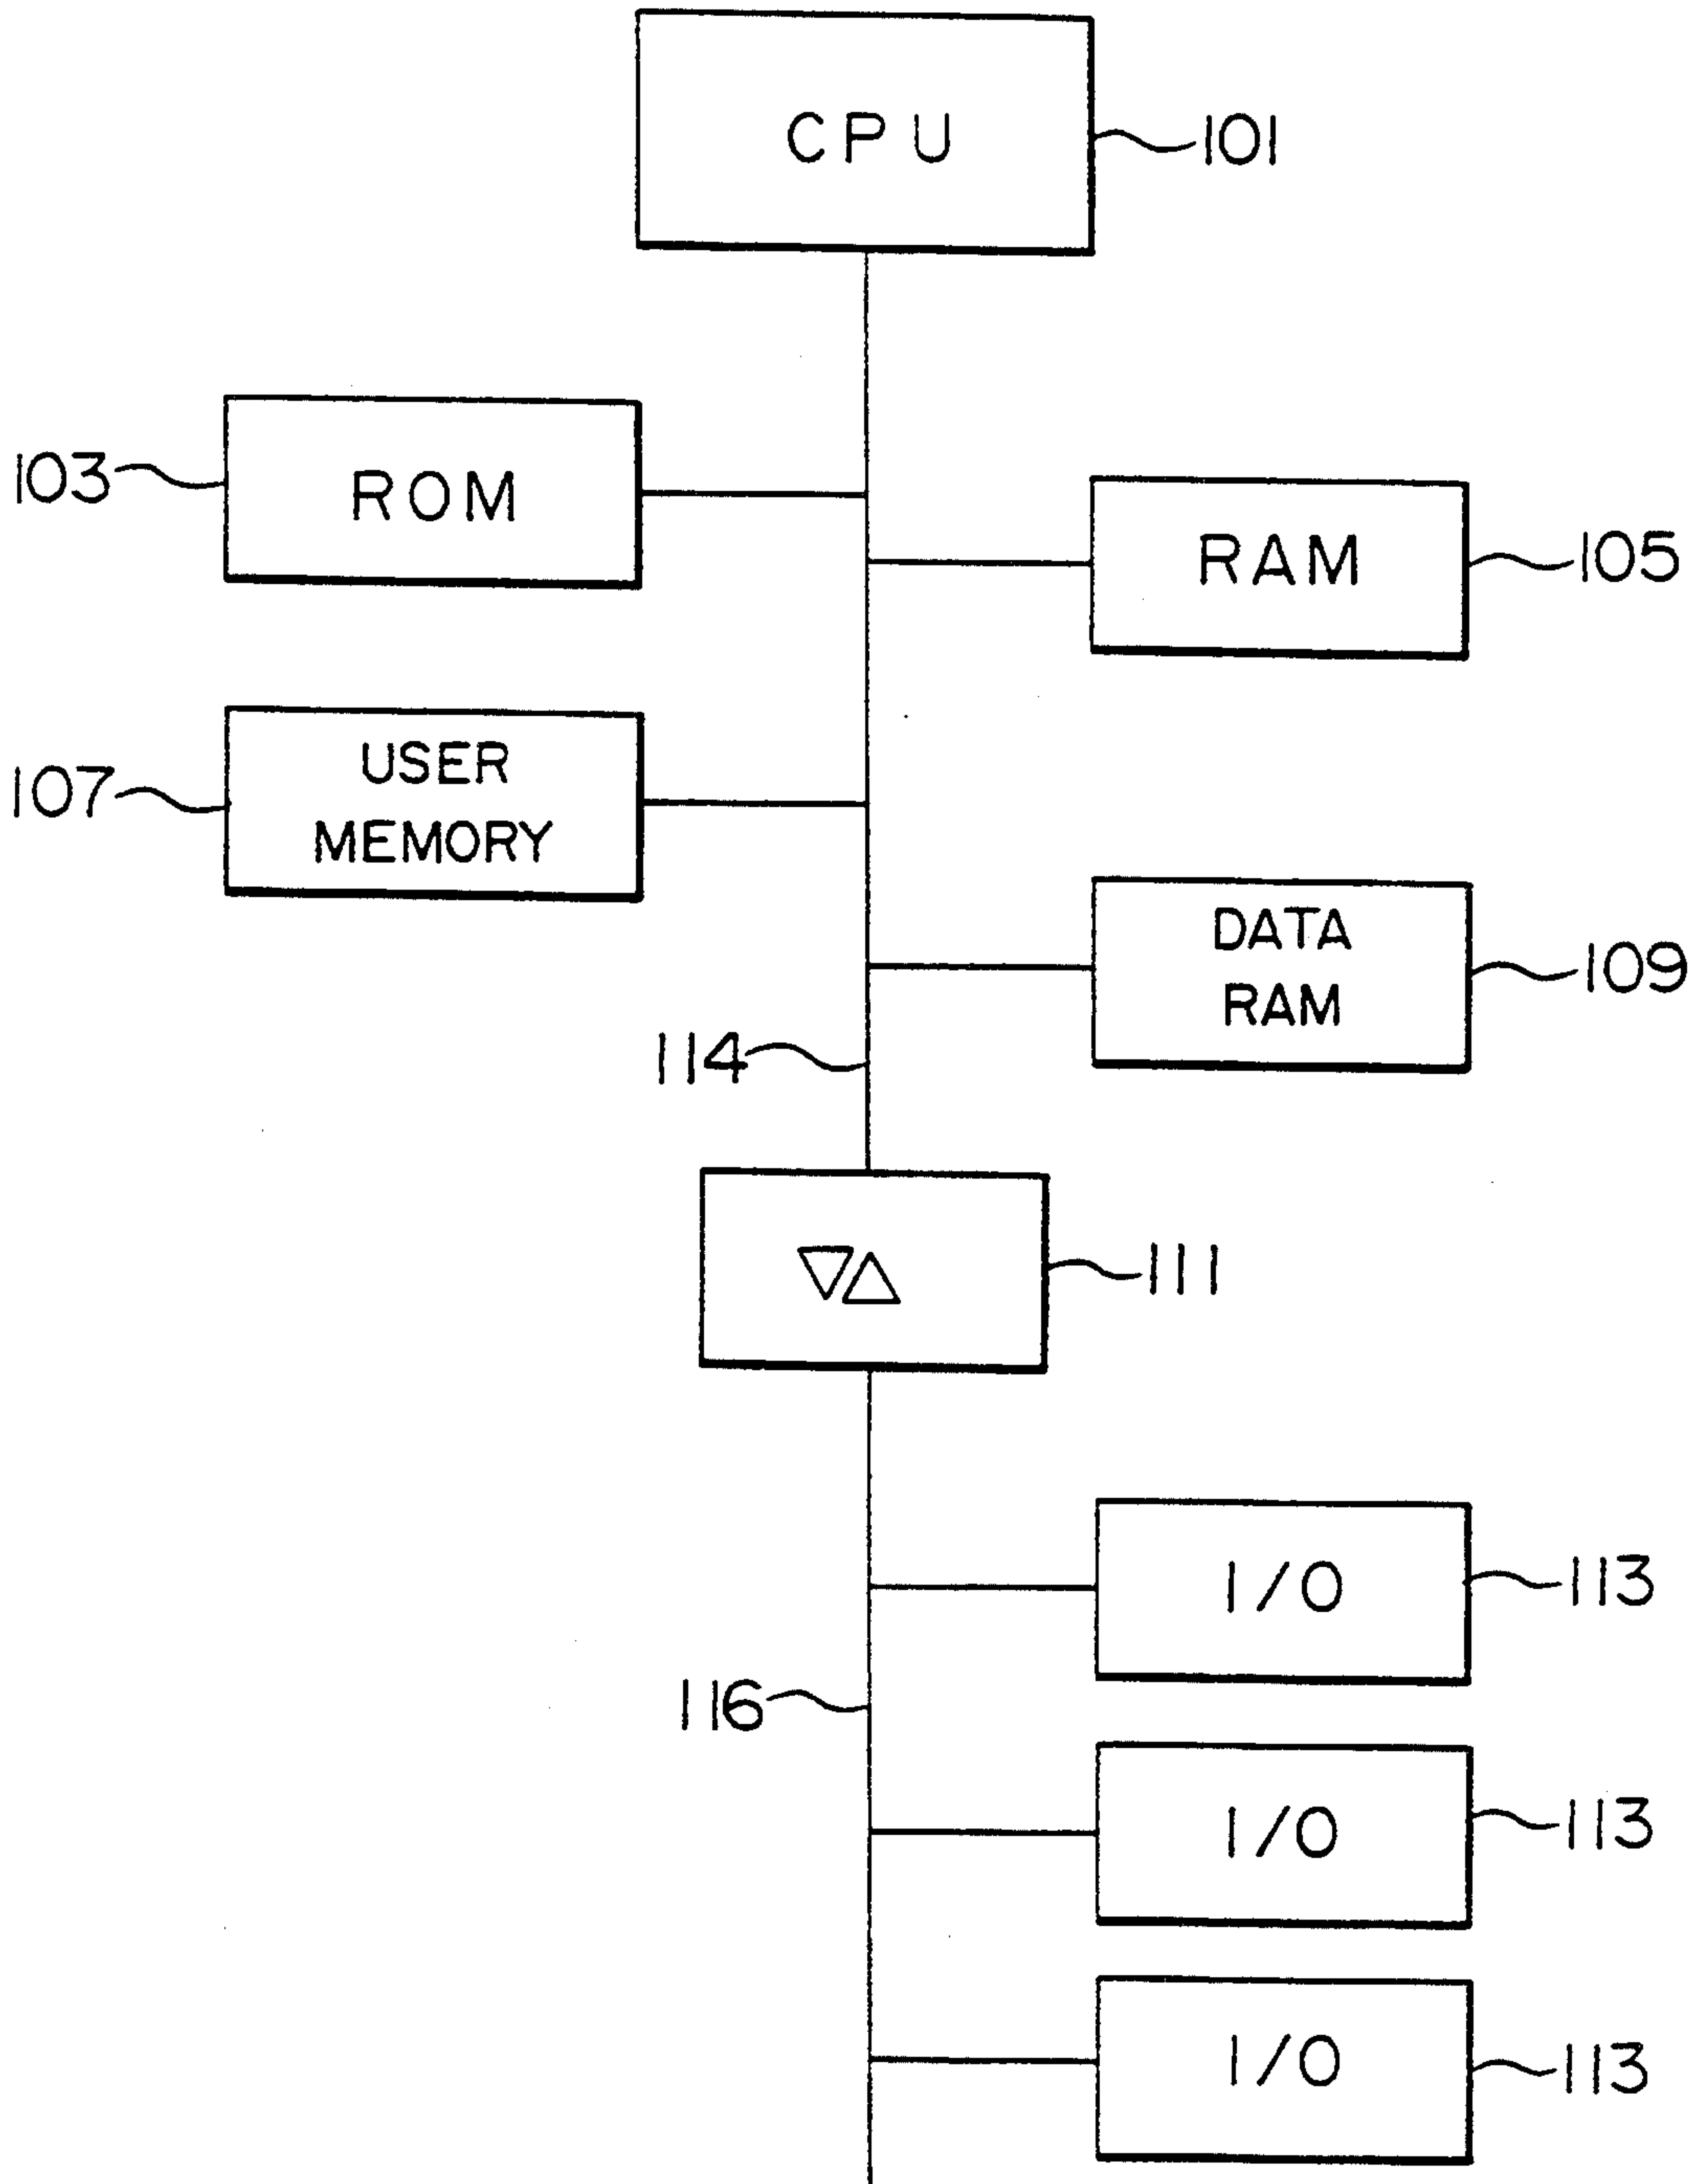 CPU
101
103
ROM
RAM
105
107
USER
MEMORY
DATA
RAM
109
114
111
I/O
113
116
I/O
113
I/O
113